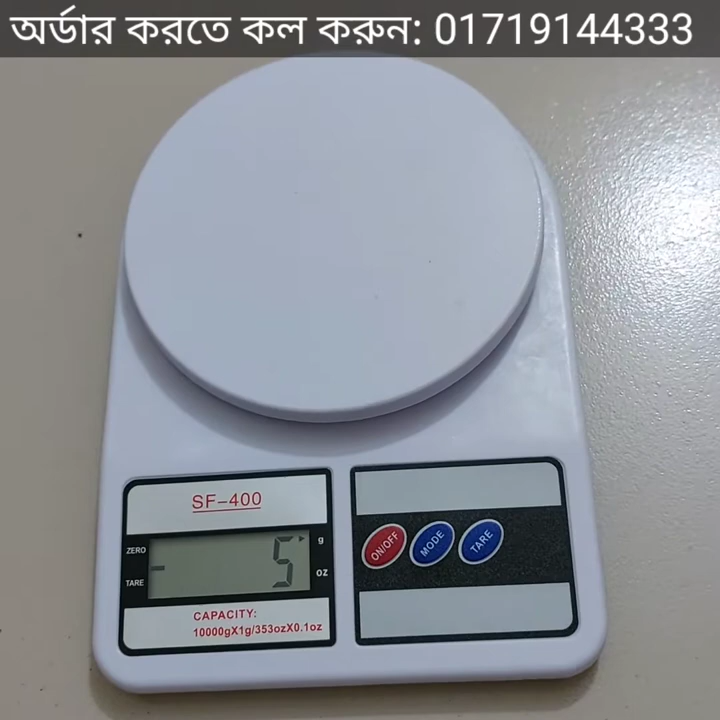 অর্ডার করতে কল করুন: 01719144333
SF-400
ZERO
TARE
5
g
oz
CAPACITY:
10000gX1g/353ozX0.1oz
ON/OFF
MODE
TARE